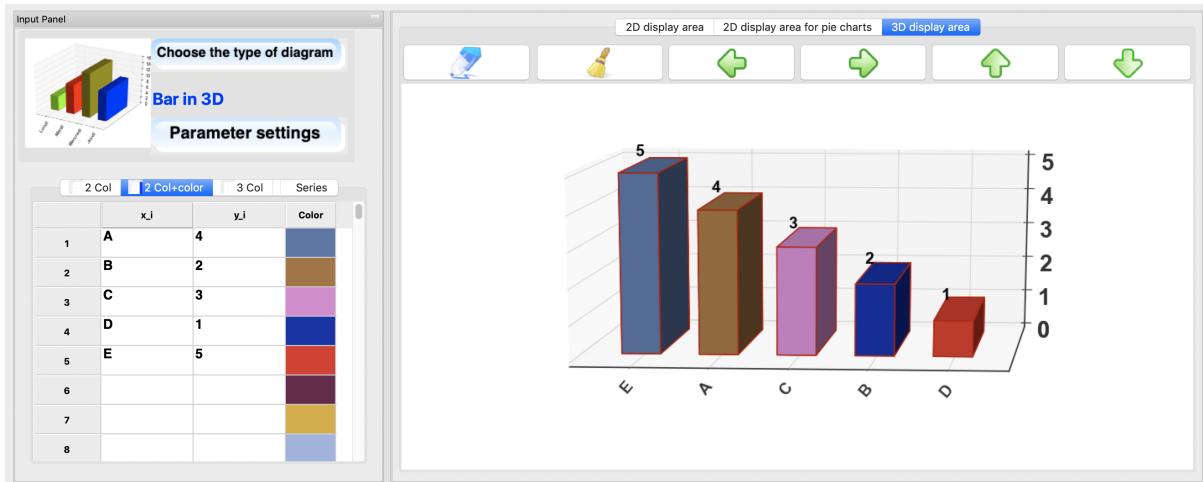 Input Panel
Choose the type of diagram
Bar in 3D
Parameter settings
2 Col
2 Col+color
3 Col
Series
x_i y_i Color
1 A 4
2 B 2
3 C 3
4 D 1
5 E 5
6
7
8
2D display area
2D display area for pie charts
3D display area
5
4
3
2
1
5
4
3
2
1
0
E A C B D